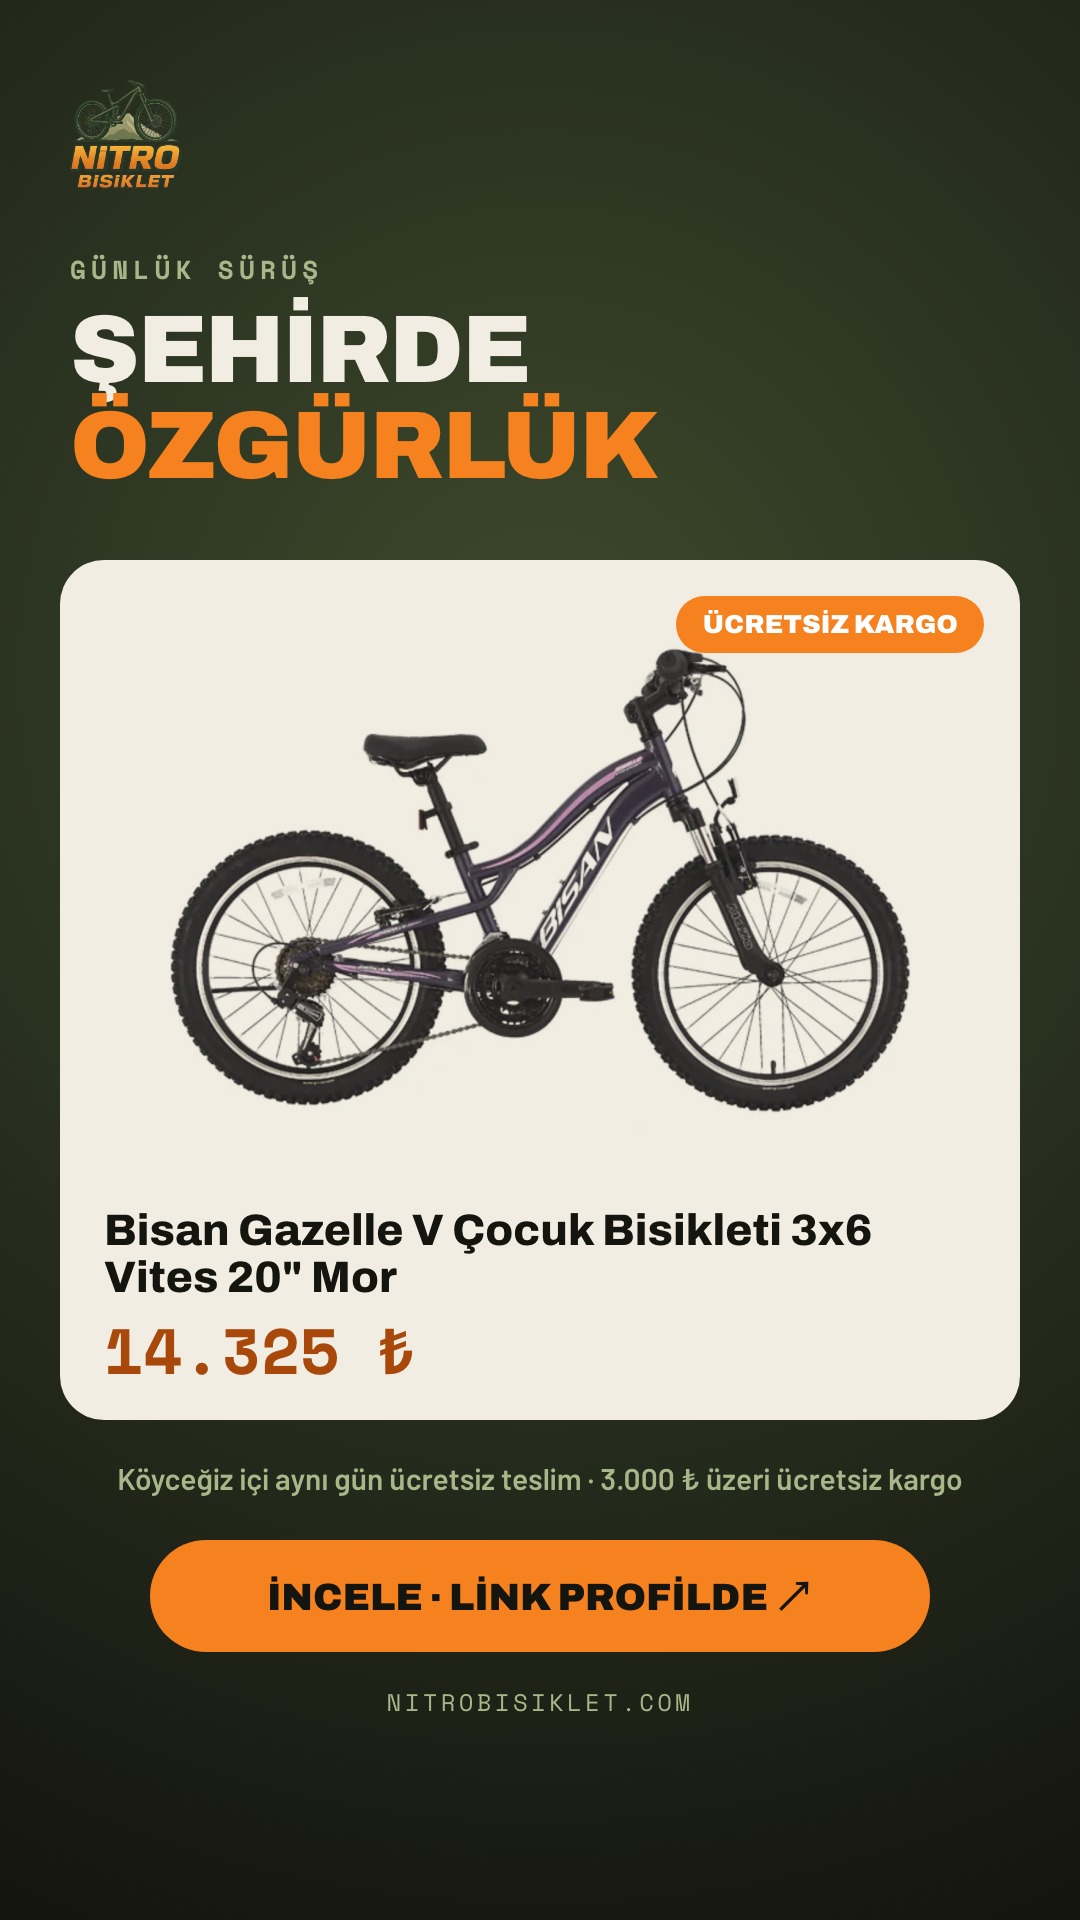 NiTRO
BiSiKLET
GÜNLÜK SÜRÜŞ
ŞEHİRDE
ÖZGÜRLÜK
ÜCRETSİZ KARGO
BISAN
Bisan Gazelle V Çocuk Bisikleti 3x6
Vites 20" Mor
14.325 ₺
Köyceğiz içi aynı gün ücretsiz teslim · 3.000 ₺ üzeri ücretsiz kargo
İNCELE · LİNK PROFİLDE ↗
NITROBISIKLET.COM